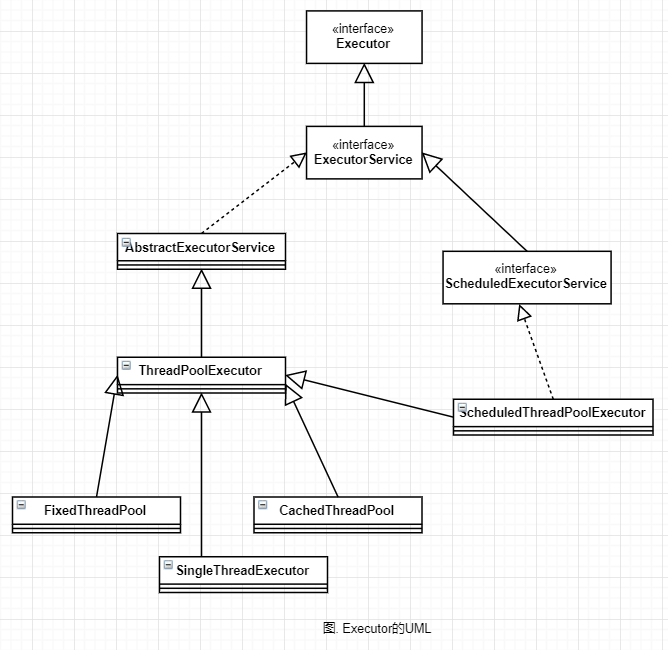 «interface»
Executor
«interface»
ExecutorService
AbstractExecutorService
«interface»
ScheduledExecutorService
ThreadPoolExecutor
ScheduledThreadPoolExecutor
FixedThreadPool
CachedThreadPool
SingleThreadExecutor
图. Executor的UML